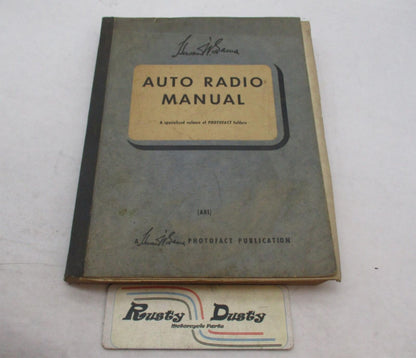 Howard W. Sams
AUTO RADIO
MANUAL
A specialized volume of PHOTOFACT folders
(AR1)
a Howard W. Sams PHOTOFACT PUBLICATION
Rusty Dusty
Motorcycle Parts